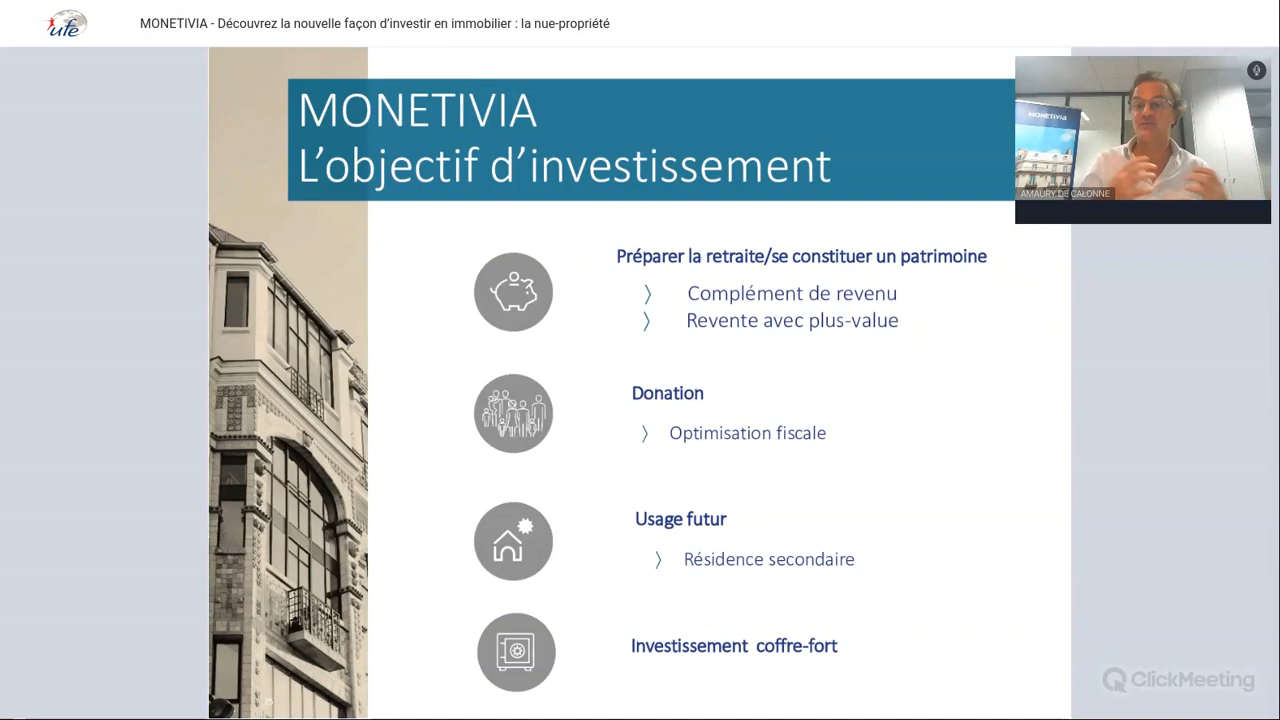 ufe
MONETIVIA - Découvrez la nouvelle façon d’investir en immobilier : la nue-propriété
MONETIVIA
L’objectif d’investissement
MONETIVIA
AMAURY DE CALONNE
Préparer la retraite/se constituer un patrimoine
〉 Complément de revenu
〉 Revente avec plus-value
Donation
〉 Optimisation fiscale
Usage futur
〉 Résidence secondaire
Investissement coffre-fort
ClickMeeting